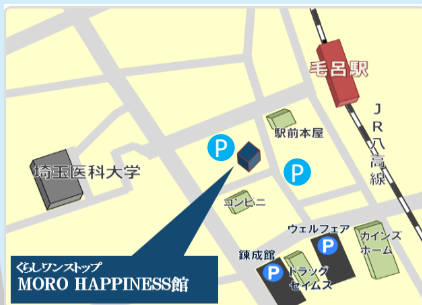 毛呂駅
JR八高線
駅前本屋
P
P
埼玉医科大学
コンビニ
ウェルフェア
P
カインズ
ホーム
錬成館
P
ドラッグ
セイムス
くらしワンストップ
MORO HAPPINESS館